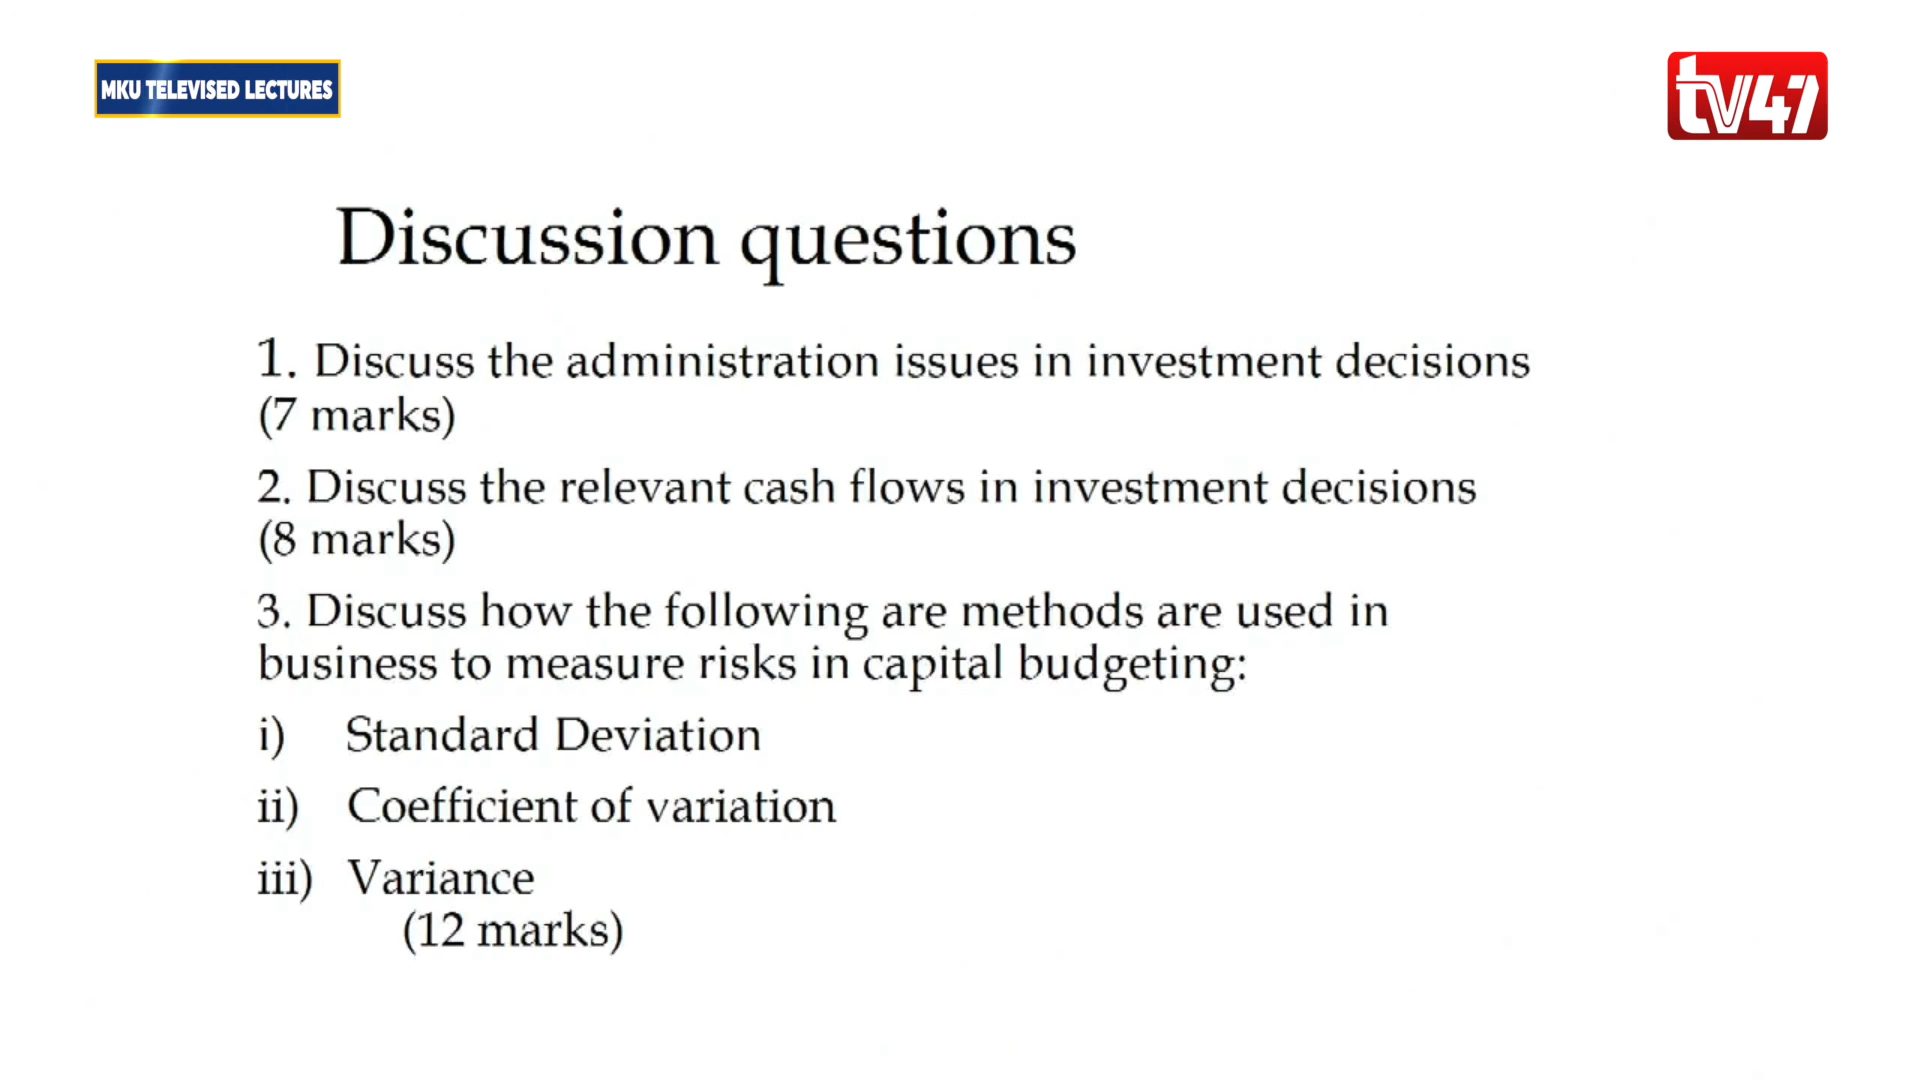 MKU TELEVISED LECTURES
tv47
Discussion questions
1. Discuss the administration issues in investment decisions
(7 marks)
2. Discuss the relevant cash flows in investment decisions
(8 marks)
3. Discuss how the following are methods are used in
business to measure risks in capital budgeting:
i) Standard Deviation
ii) Coefficient of variation
iii) Variance
(12 marks)